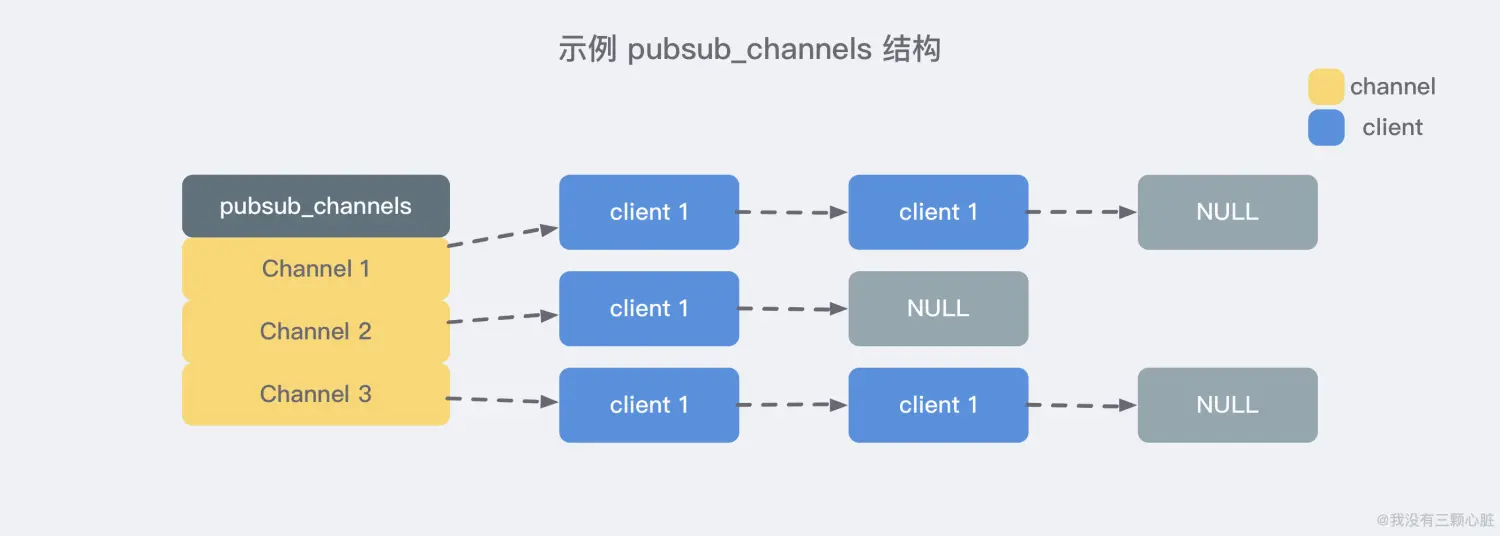 示例 pubsub_channels 结构
channel
client
pubsub_channels
client 1
client 1
NULL
Channel 1
Channel 2
client 1
NULL
Channel 3
client 1
client 1
NULL
@我没有三颗心脏